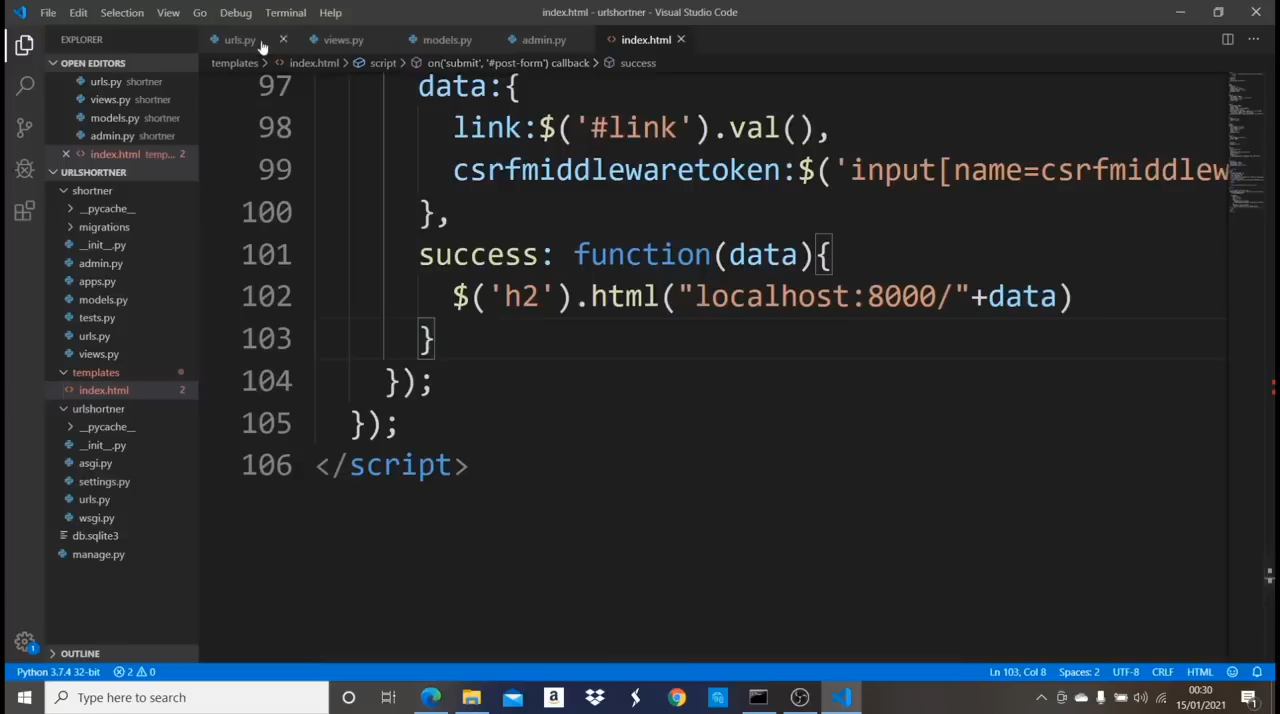 File Edit Selection View Go Debug Terminal Help
index.html - urlshortner - Visual Studio Code
EXPLORER
OPEN EDITORS
urls.py shortner
views.py shortner
models.py shortner
admin.py shortner
index.html temp... 2
URLSHORTNER
shortner
__pycache__
migrations
__init__.py
admin.py
apps.py
models.py
tests.py
urls.py
views.py
templates
index.html 2
urlshortner
__pycache__
__init__.py
asgi.py
settings.py
urls.py
wsgi.py
db.sqlite3
manage.py
OUTLINE
urls.py views.py models.py admin.py index.html
templates > index.html > script > on('submit', '#post-form') callback > success
97 data:{
98 link:$('#link').val(),
99 csrfmiddlewaretoken:$('input[name=csrfmiddlew
100 },
101 success: function(data){
102 $('h2').html("localhost:8000/"+data)
103 }
104 });
105 });
106 </script>
Python 3.7.4 32-bit 2 0 Ln 103, Col 8 Spaces: 2 UTF-8 CRLF HTML
Type here to search
00:30
15/01/2021